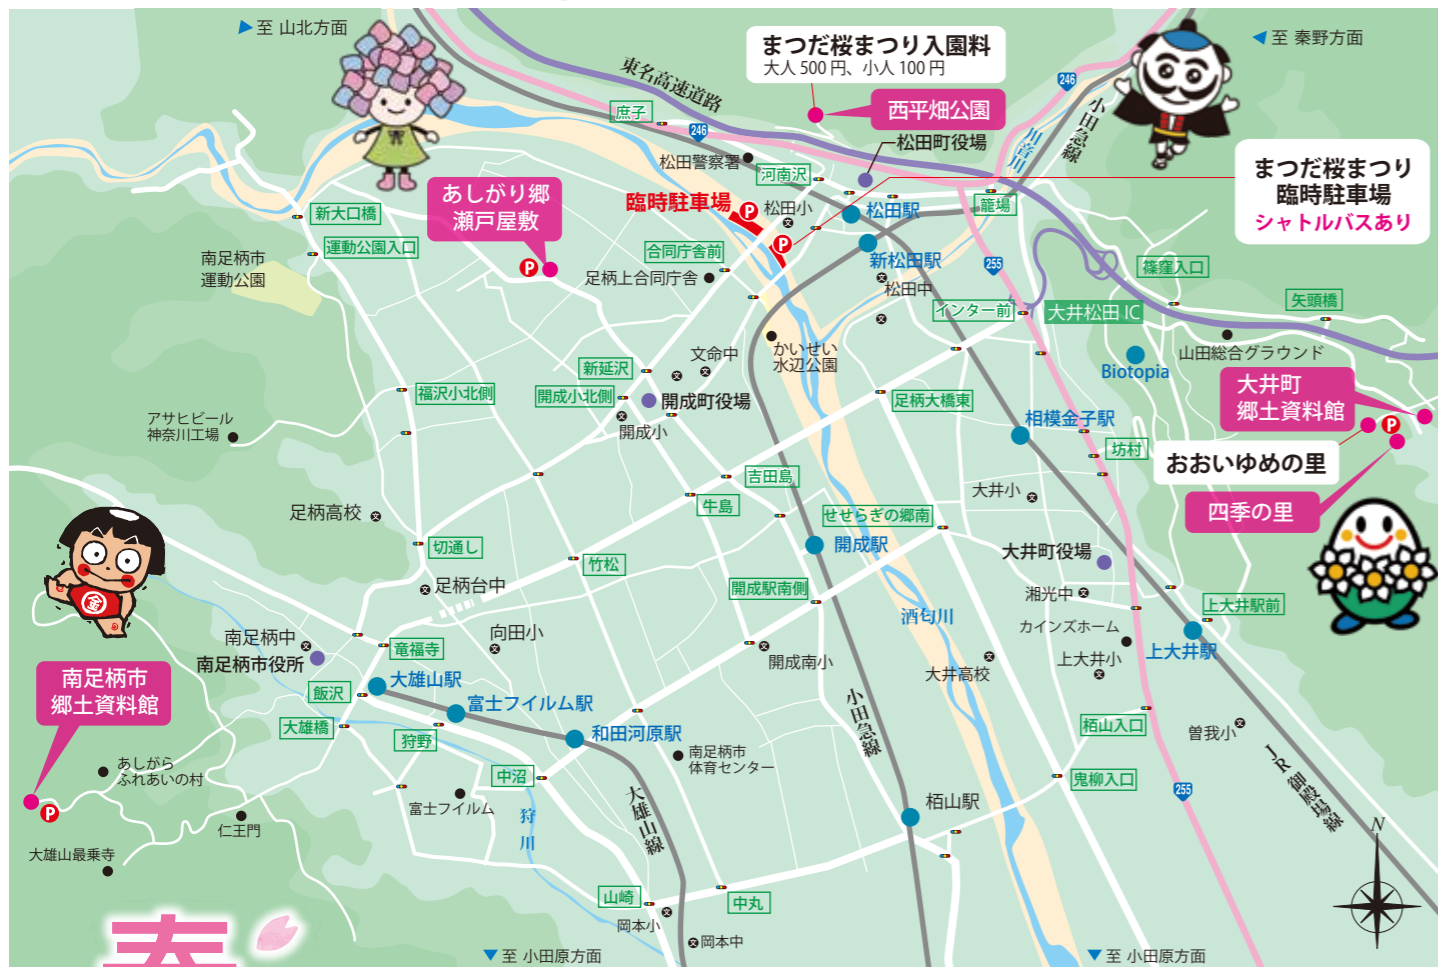 至 山北方面
至 秦野方面
まつだ桜まつり入園料
大人 500 円、小人 100 円
西平畑公園
東名高速道路
庶子
246
246
小田急線
川音川
松田警察署
松田町役場
河南沢
まつだ桜まつり
臨時駐車場
シャトルバスあり
あしがり郷
瀬戸屋敷
臨時駐車場
P
松田小
文
松田駅
籠場
新大口橋
運動公園入口
南足柄市
運動公園
P
合同庁舎前
足柄上合同庁舎
P
新松田駅
文
松田中
文
255
篠窪入口
インター前
大井松田 IC
矢頭橋
山田総合グラウンド
Biotopia
かいせい
水辺公園
文命中
文
文
新延沢
開成小北側
開成町役場
文
開成小
福沢小北側
足柄大橋東
相模金子駅
大井町
郷土資料館
P
アサヒビール
神奈川工場
坊村
おおいゆめの里
四季の里
吉田島
牛島
大井小
文
足柄高校
文
せせらぎの郷南
開成駅
大井町役場
金
切通し
竹松
足柄台中
文
開成駅南側
湘光中
文
酒匂川
上大井駅前
カインズホーム
上大井駅
上大井小
文
南足柄中
文
南足柄市役所
向田小
文
竜福寺
開成南小
文
大井高校
文
南足柄市
郷土資料館
飯沢
大雄山駅
富士フイルム駅
大雄橋
狩野
和田河原駅
小田急線
栢山入口
曽我小
文
JR御殿場線
あしがら
ふれあいの村
中沼
南足柄市
体育センター
鬼柳入口
255
P
富士フイルム
狩川
大雄山線
栢山駅
仁王門
大雄山最乗寺
N
山崎
中丸
岡本小
文
文
岡本中
春
至 小田原方面
至 小田原方面